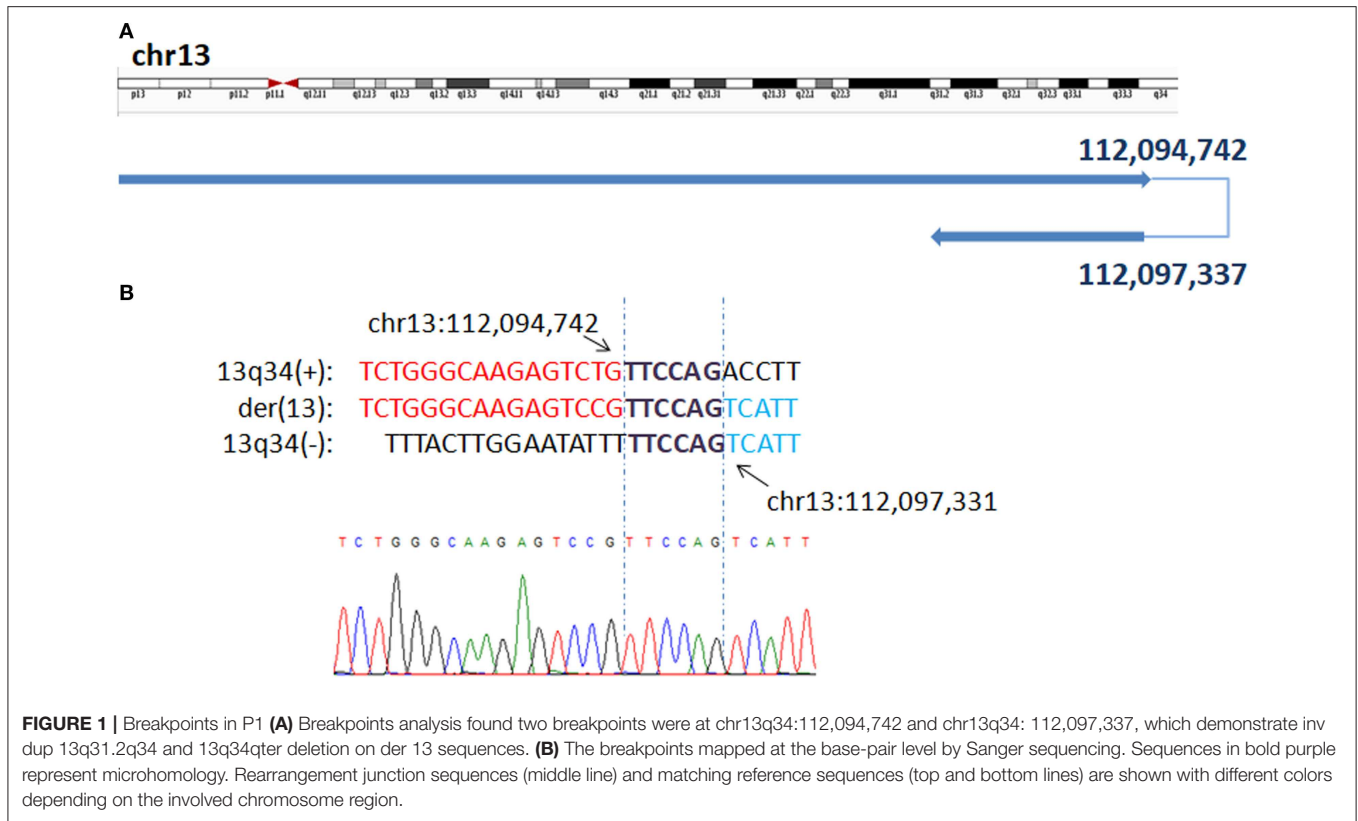 A
chr13
p13 p12 p11.2 p11.1 q12.11 q12.13 q12.3 q13.2 q13.3 q14.11 q14.13 q14.3 q21.1 q21.2 q21.31 q21.33 q22.1 q22.3 q31.1 q31.2 q31.3 q32.1 q32.3 q33.1 q33.3 q34
112,094,742
112,097,337
B
chr13:112,094,742
13q34(+): TCTGGGCAAGAGTCTGTTCCAGACCTT
der(13): TCTGGGCAAGAGTCCGTTCCAGTCATT
13q34(-): TTTACTTGGAATATTTTTCCAGTCATT
chr13:112,097,331
T C T G G G C A A G A G T C C G T T C C A G T C A T T
FIGURE 1 | Breakpoints in P1 (A) Breakpoints analysis found two breakpoints were at chr13q34:112,094,742 and chr13q34: 112,097,337, which demonstrate inv
dup 13q31.2q34 and 13q34qter deletion on der 13 sequences. (B) The breakpoints mapped at the base-pair level by Sanger sequencing. Sequences in bold purple
represent microhomology. Rearrangement junction sequences (middle line) and matching reference sequences (top and bottom lines) are shown with different colors
depending on the involved chromosome region.